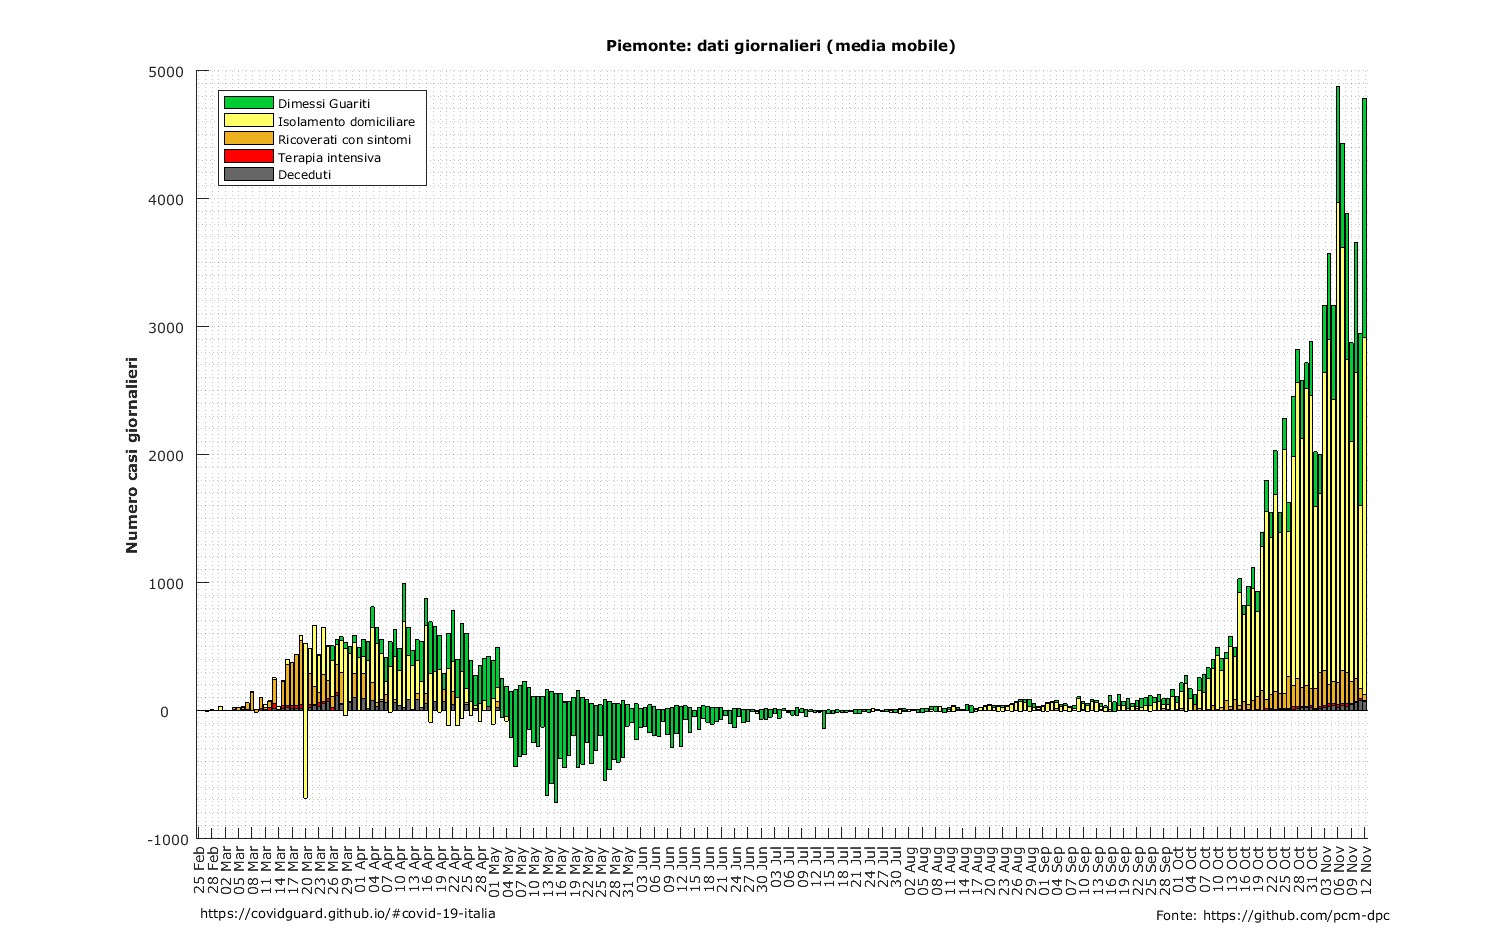 Piemonte: dati giornalieri (media mobile)
Dimessi Guariti
Isolamento domiciliare
Ricoverati con sintomi
Terapia intensiva
Deceduti
Numero casi giornalieri
5000
4000
3000
2000
1000
0
-1000
25 Feb
28 Feb
02 Mar
05 Mar
08 Mar
11 Mar
14 Mar
17 Mar
20 Mar
23 Mar
26 Mar
29 Mar
01 Apr
04 Apr
07 Apr
10 Apr
13 Apr
16 Apr
19 Apr
22 Apr
25 Apr
28 Apr
01 May
04 May
07 May
10 May
13 May
16 May
19 May
22 May
25 May
28 May
31 May
03 Jun
06 Jun
09 Jun
12 Jun
15 Jun
18 Jun
21 Jun
24 Jun
27 Jun
30 Jun
03 Jul
06 Jul
09 Jul
12 Jul
15 Jul
18 Jul
21 Jul
24 Jul
27 Jul
30 Jul
02 Aug
05 Aug
08 Aug
11 Aug
14 Aug
17 Aug
20 Aug
23 Aug
26 Aug
29 Aug
01 Sep
04 Sep
07 Sep
10 Sep
13 Sep
16 Sep
19 Sep
22 Sep
25 Sep
28 Sep
01 Oct
04 Oct
07 Oct
10 Oct
13 Oct
16 Oct
19 Oct
22 Oct
25 Oct
28 Oct
31 Oct
03 Nov
06 Nov
09 Nov
12 Nov
https://covidguard.github.io/#covid-19-italia
Fonte: https://github.com/pcm-dpc